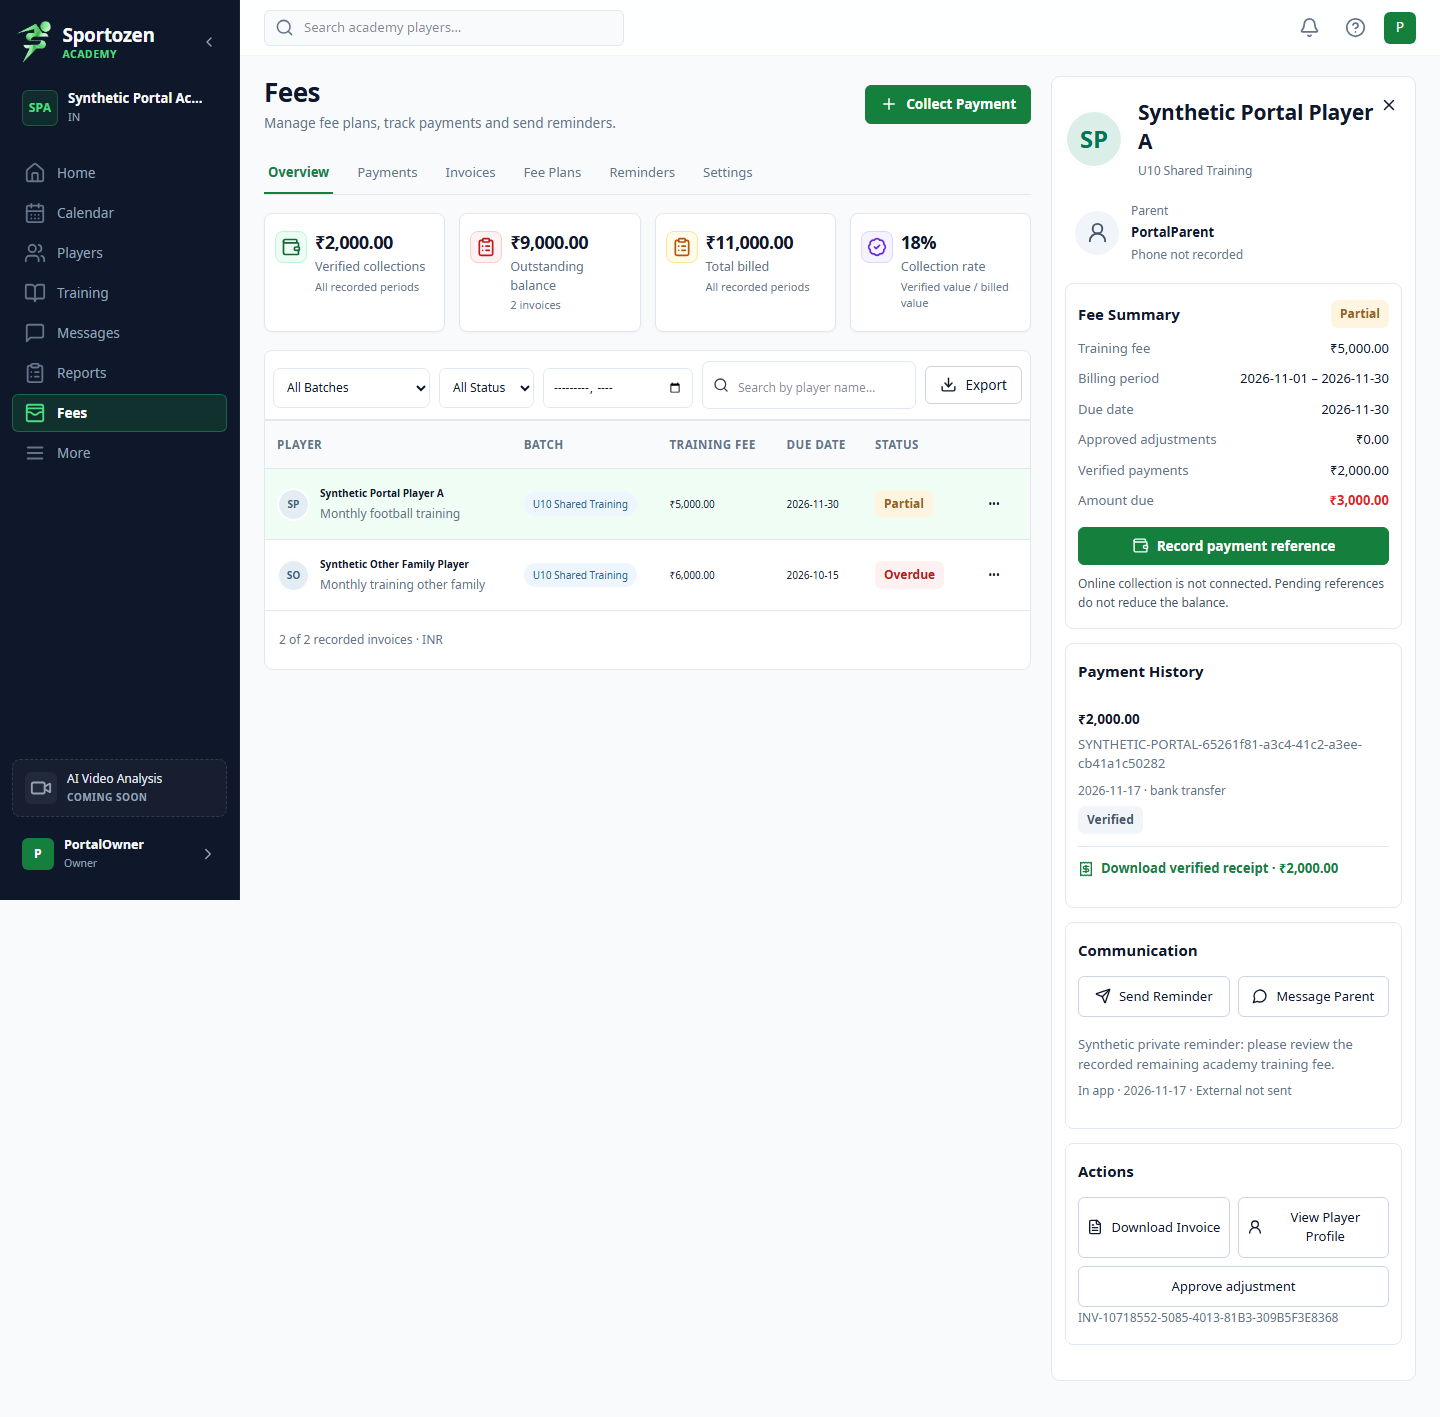 Sportozen
ACADEMY
SPA
Synthetic Portal Ac...
IN
Home
Calendar
Players
Training
Messages
Reports
Fees
More
AI Video Analysis
COMING SOON
P
PortalOwner
Owner
Search academy players...
P
Fees
Manage fee plans, track payments and send reminders.
Collect Payment
Overview
Payments
Invoices
Fee Plans
Reminders
Settings
₹2,000.00
Verified collections
All recorded periods
₹9,000.00
Outstanding
balance
2 invoices
₹11,000.00
Total billed
All recorded periods
18%
Collection rate
Verified value / billed
value
All Batches
All Status
---------, ----
Search by player name...
Export
PLAYER BATCH TRAINING FEE DUE DATE STATUS
SP
Synthetic Portal Player A
Monthly football training
U10 Shared Training
₹5,000.00
2026-11-30
Partial
...
SO
Synthetic Other Family Player
Monthly training other family
U10 Shared Training
₹6,000.00
2026-10-15
Overdue
...
2 of 2 recorded invoices · INR
SP
Synthetic Portal Player
A
U10 Shared Training
Parent
PortalParent
Phone not recorded
Fee Summary
Partial
Training fee ₹5,000.00
Billing period 2026-11-01 – 2026-11-30
Due date 2026-11-30
Approved adjustments ₹0.00
Verified payments ₹2,000.00
Amount due ₹3,000.00
Record payment reference
Online collection is not connected. Pending references
do not reduce the balance.
Payment History
₹2,000.00
SYNTHETIC-PORTAL-65261f81-a3c4-41c2-a3ee-
cb41a1c50282
2026-11-17 · bank transfer
Verified
Download verified receipt · ₹2,000.00
Communication
Send Reminder
Message Parent
Synthetic private reminder: please review the
recorded remaining academy training fee.
In app · 2026-11-17 · External not sent
Actions
Download Invoice
View Player
Profile
Approve adjustment
INV-10718552-5085-4013-81B3-309B5F3E8368